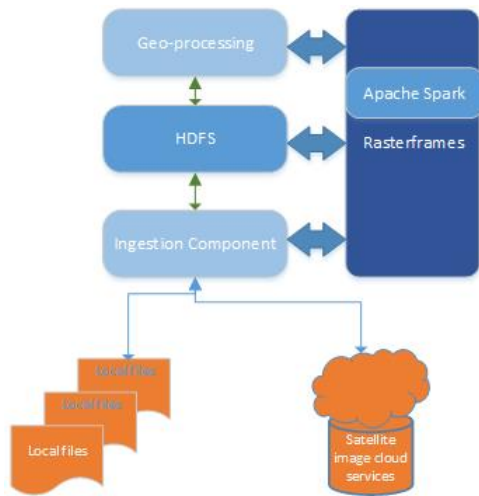 Geo-processing
Apache Spark
HDFS
Rasterframes
Ingestion Component
Local files
Local files
Local files
Satellite
image cloud
services